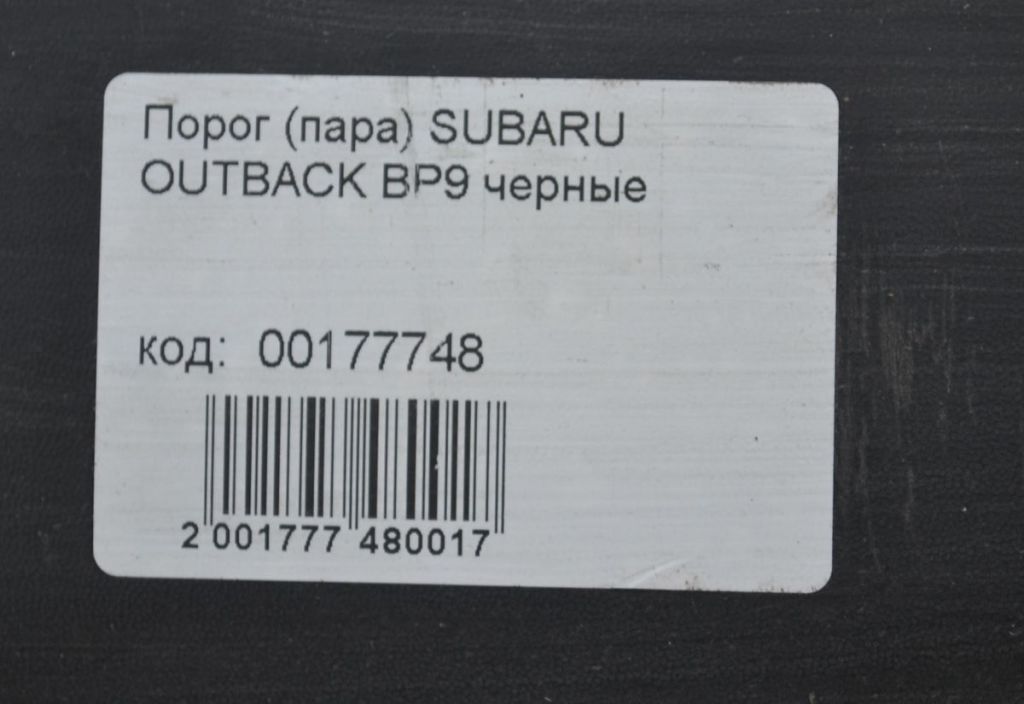 Порог (пара) SUBARU
OUTBACK BP9 черные
код: 00177748
2 001777 480017